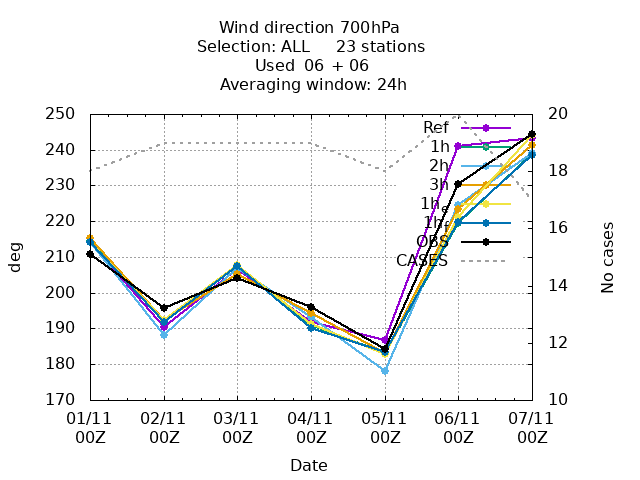 Wind direction 700hPa
Selection: ALL 23 stations
Used 06 + 06
Averaging window: 24h
250
240
230
220
210
200
190
180
170
deg
20
18
16
14
12
10
No cases
Ref
1h
2h
3h
1h_e
1h_f
OBS
CASES
01/11 02/11 03/11 04/11 05/11 06/11 07/11
00Z 00Z 00Z 00Z 00Z 00Z 00Z
Date